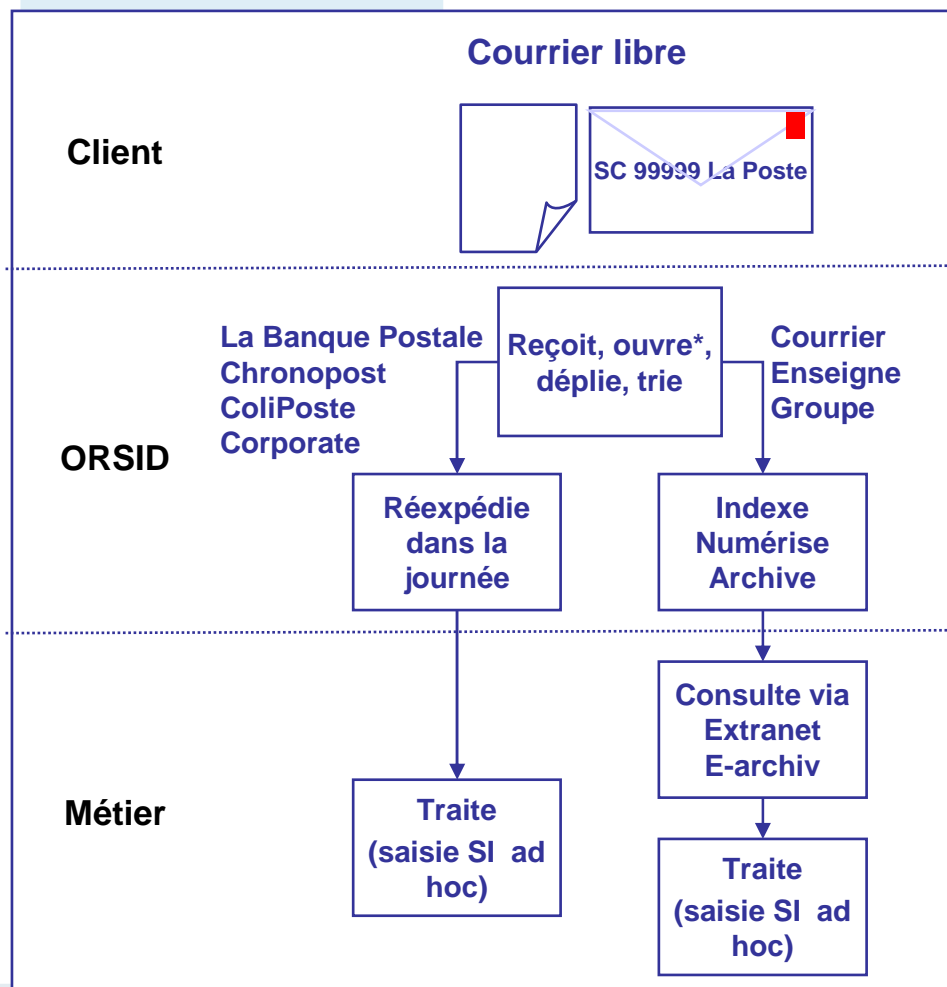 Courrier libre
Client
SC 99999 La Poste
ORSID
La Banque Postale
Chronopost
ColiPoste
Corporate
Reçoit, ouvre*,
déplie, trie
Courrier
Enseigne
Groupe
Réexpédie
dans la
journée
Indexe
Numérise
Archive
Métier
Consulte via
Extranet
E-archiv
Traite
(saisie SI ad
hoc)
Traite
(saisie SI ad
hoc)